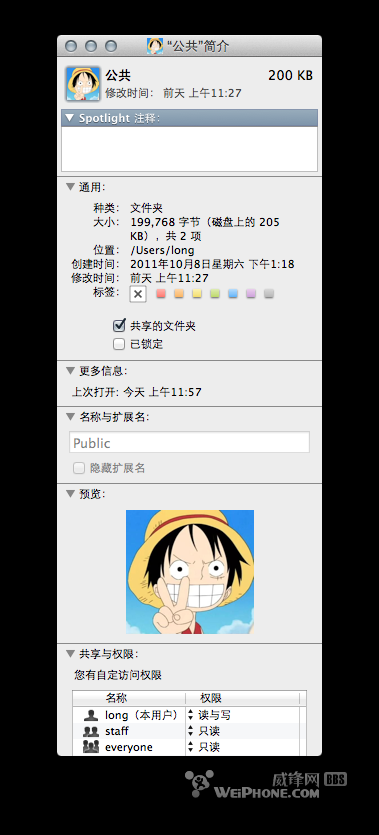 “公共”简介
公共 200 KB
修改时间： 前天 上午11:27
Spotlight 注释：
通用：
种类： 文件夹
大小： 199,768 字节（磁盘上的 205
KB），共 2 项
位置： /Users/long
创建时间： 2011年10月8日星期六 下午1:18
修改时间： 前天 上午11:27
标签：
共享的文件夹
已锁定
更多信息：
上次打开: 今天 上午11:57
名称与扩展名：
Public
隐藏扩展名
预览：
共享与权限：
您有自定访问权限
名称 权限
long（本用户） 读与写
staff 只读
everyone 只读
威锋网 BBS
WEIPHONE.COM